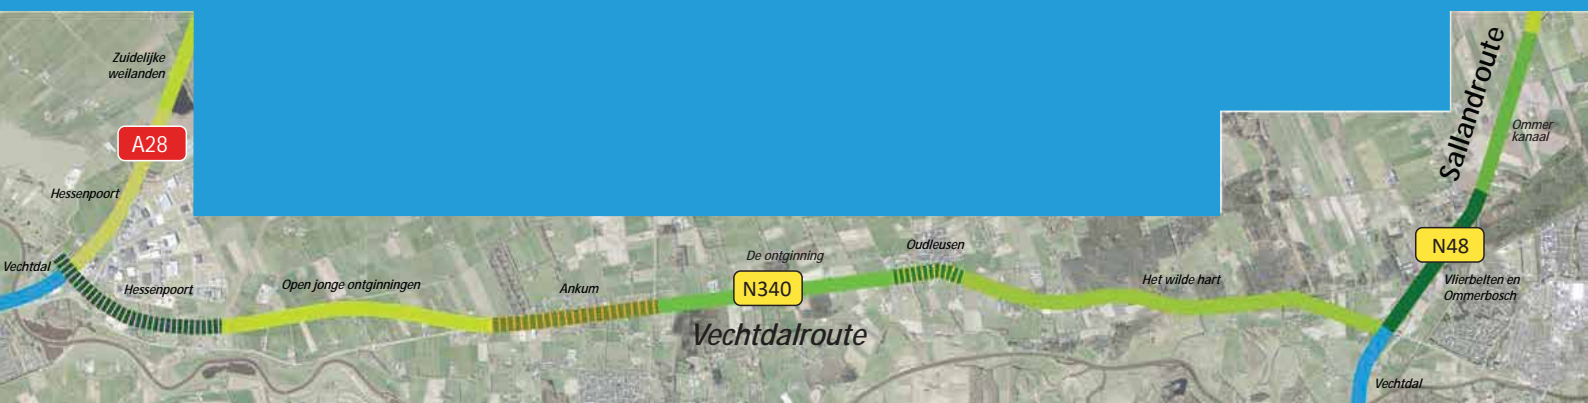 Zuidelijke
weilanden
A28
Hessenpoort
Vechtdal
Hessenpoort
Open jonge ontginningen
Ankum
De ontginning
N340
Oudleusen
Vechtdalroute
Het wilde hart
Sallandroute
Ommer
kanaal
N48
Vlierbelten en
Ommerbosch
Vechtdal